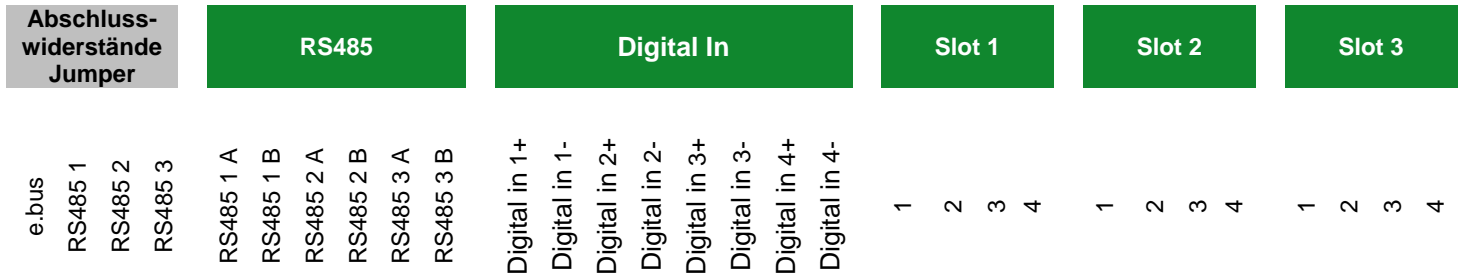 Abschluss-
widerstände
Jumper
RS485
Digital In
Slot 1
Slot 2
Slot 3
e.bus
RS485 1
RS485 2
RS485 3
RS485 1 A
RS485 1 B
RS485 2 A
RS485 2 B
RS485 3 A
RS485 3 B
Digital in 1+
Digital in 1-
Digital in 2+
Digital in 2-
Digital in 3+
Digital in 3-
Digital in 4+
Digital in 4-
1
2
3
4
1
2
3
4
1
2
3
4